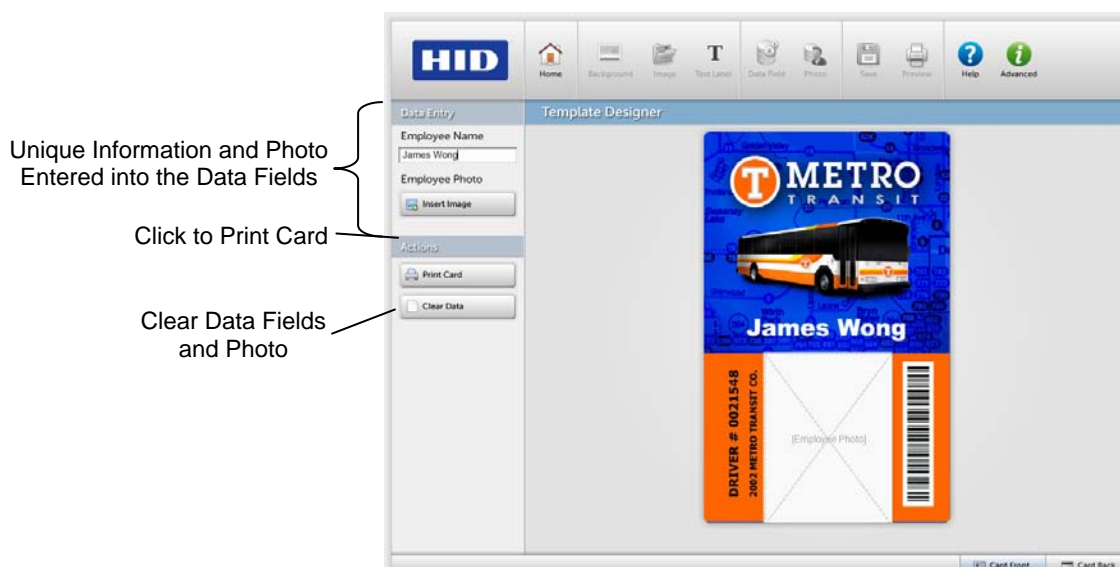 HID
Home
Background
Image
Text Label
Data Field
Photo
Save
Preview
Help
Advanced
Data Entry
Template Designer
Unique Information and Photo
Entered into the Data Fields
Employee Name
James Wong
Employee Photo
Insert Image
Click to Print Card
Actions
Print Card
Clear Data Fields
and Photo
Clear Data
T METRO
TRANSIT
James Wong
DRIVER # 0021548
2002 METRO TRANSIT CO.
[Employee Photo]
Card Front
Card Back